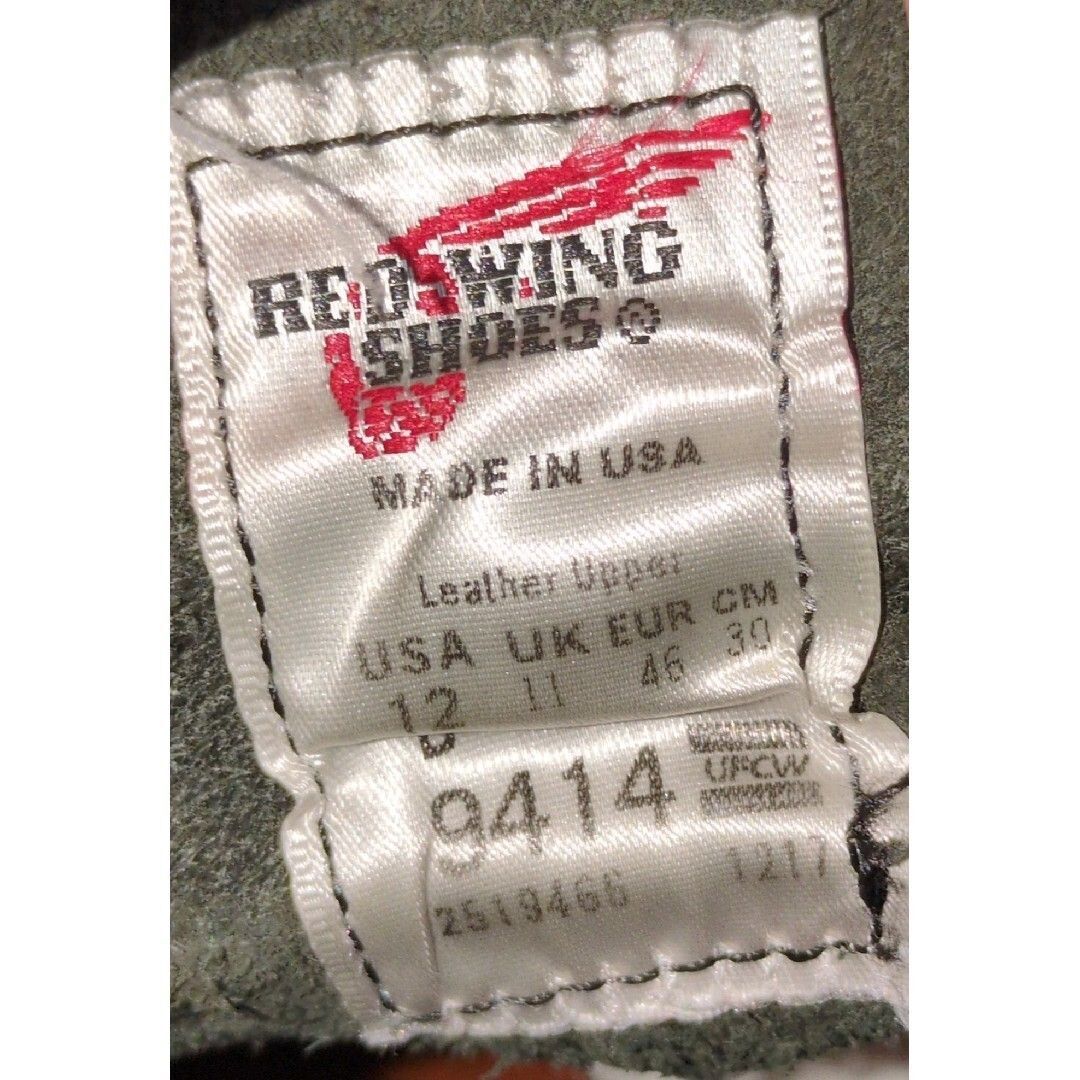 RED WING
SHOES ®
MADE IN USA
Leather Upper
USA UK EUR CM
12 11 46 30
D
9414 UFCW
2519466 1217